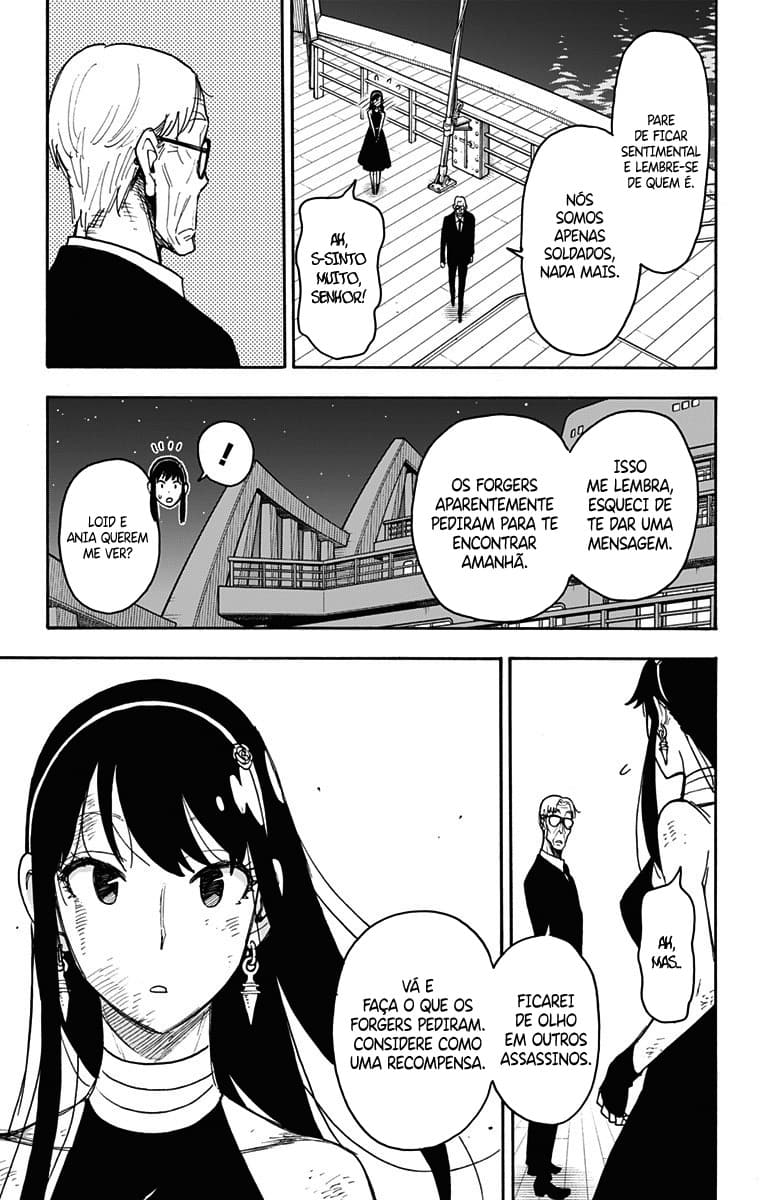 PARE
DE FICAR
SENTIMENTAL
E LEMBRE-SE
DE QUEM É.
NÓS
SOMOS
APENAS
SOLDADOS,
NADA MAIS.
AH,
S-SINTO
MUITO,
SENHOR!
ISSO
ME LEMBRA,
ESQUECI DE
TE DAR UMA
MENSAGEM.
OS FORGERS
APARENTEMENTE
PEDIRAM PARA TE
ENCONTRAR
AMANHÃ.
!
LOID E
ANIA QUEREM
ME VER?
AH,
MAS..
FICAREI
DE OLHO
EM OUTROS
ASSASSINOS.
VÁ E
FAÇA O QUE OS
FORGERS PEDIRAM.
CONSIDERE COMO
UMA RECOMPENSA.